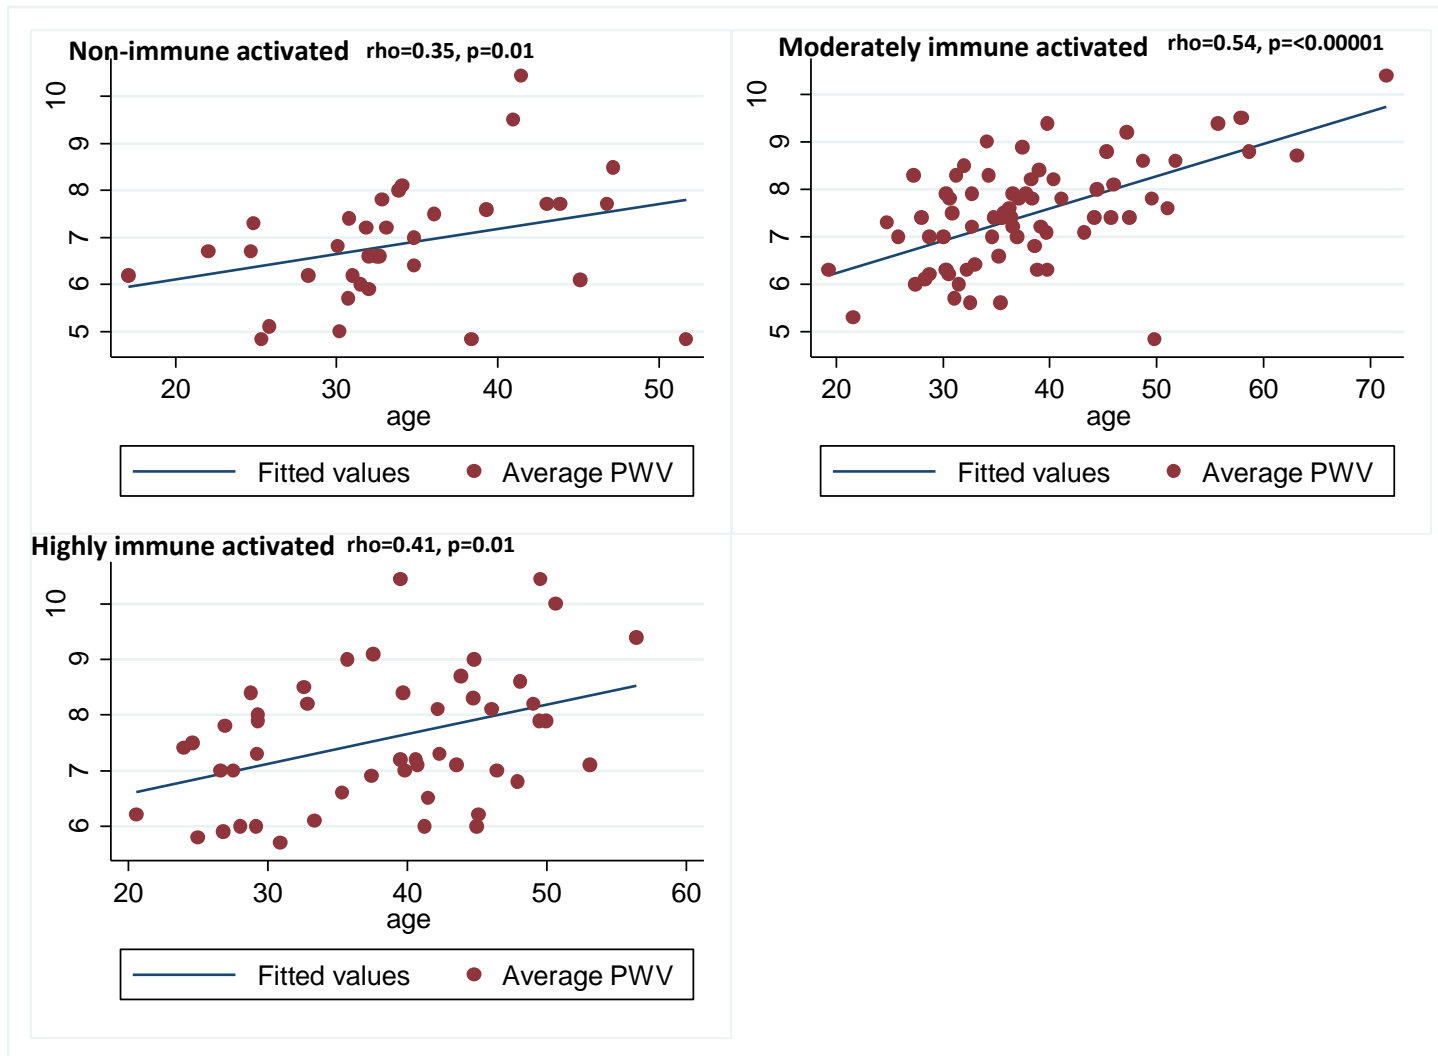 Non-immune activated rho=0.35, p=0.01
10
9
8
7
6
5
20 30 40 50
age
Fitted values Average PWV
Moderately immune activated rho=0.54, p=<0.00001
10
9
8
7
6
5
20 30 40 50 60 70
age
Fitted values Average PWV
Highly immune activated rho=0.41, p=0.01
10
9
8
7
6
20 30 40 50 60
age
Fitted values Average PWV